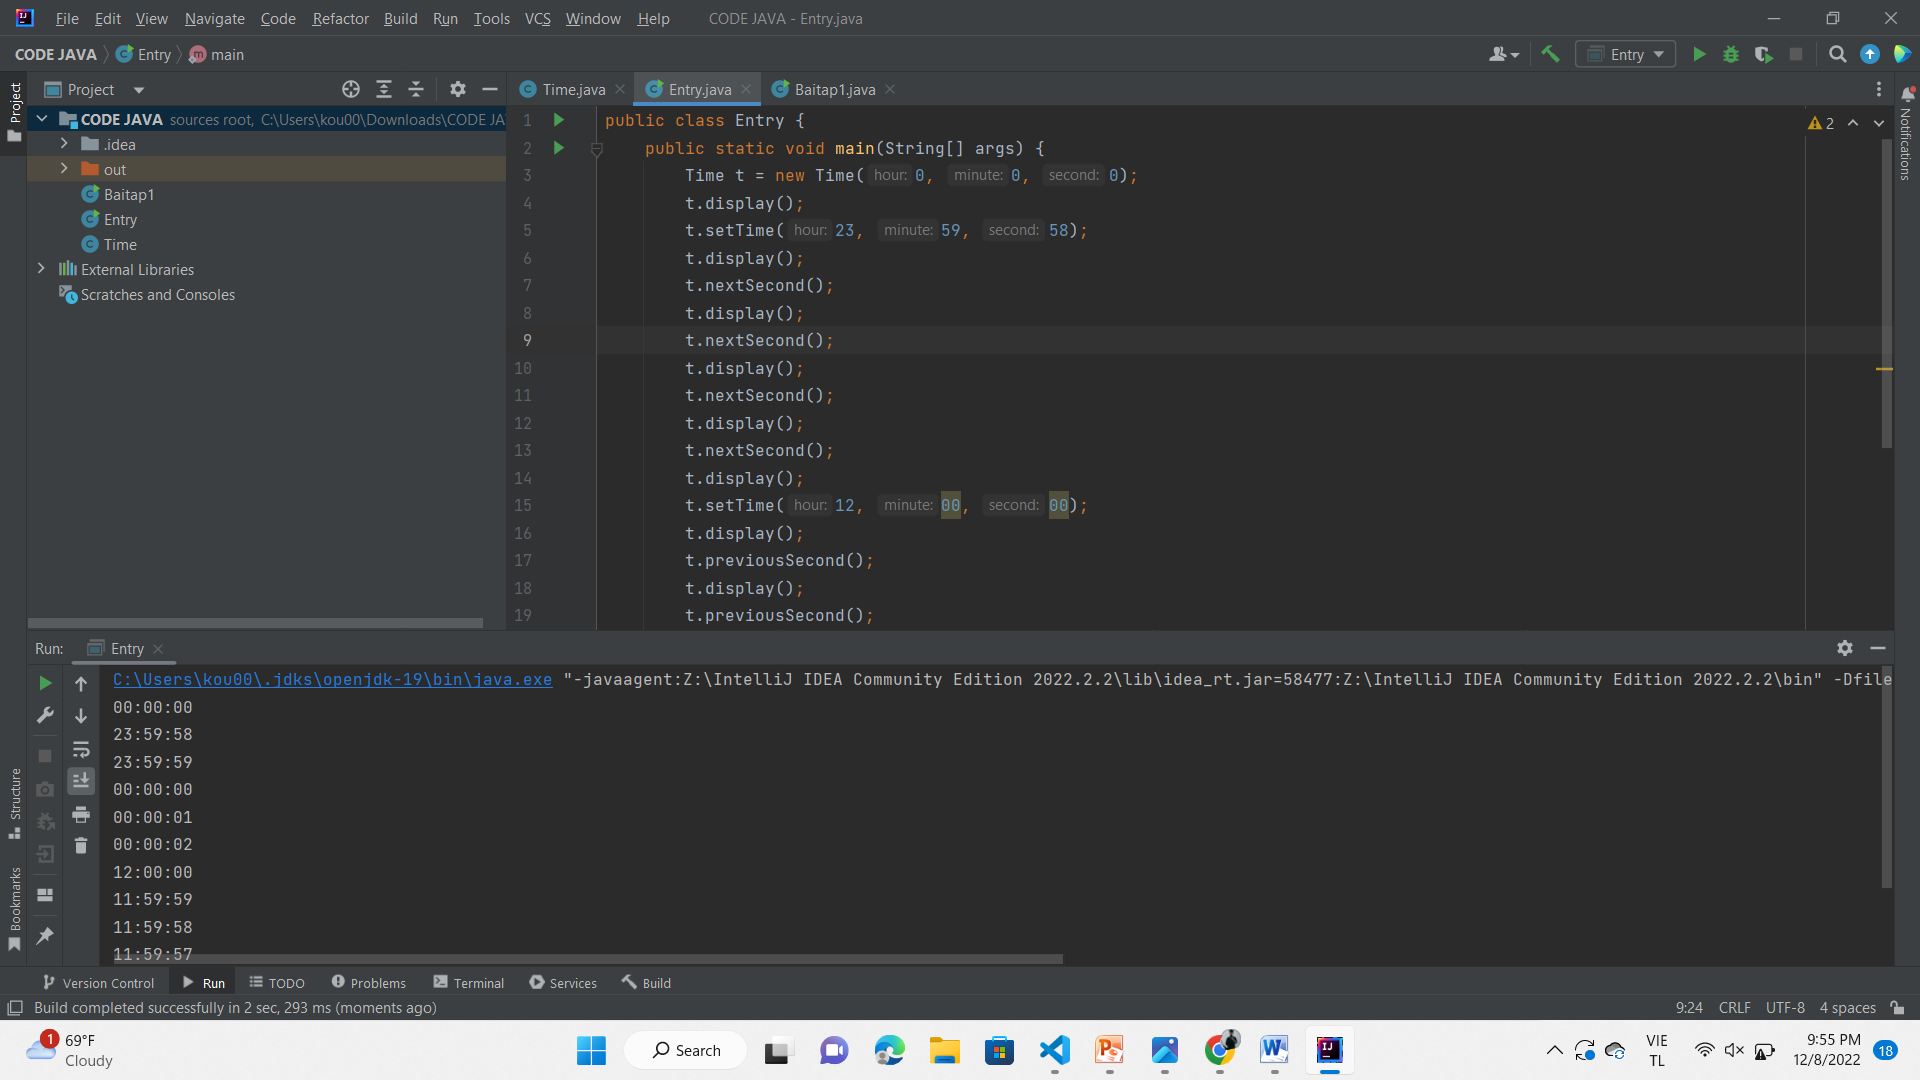 File Edit View Navigate Code Refactor Build Run Tools VCS Window Help CODE JAVA - Entry.java
CODE JAVA Entry main
Entry
Project
Time.java Entry.java Baitap1.java
Project
CODE JAVA sources root, C:\Users\kou00\Downloads\CODE JA
.idea
out
Baitap1
Entry
Time
External Libraries
Scratches and Consoles
1 public class Entry {
2 public static void main(String[] args) {
3 Time t = new Time( hour: 0, minute: 0, second: 0);
4 t.display();
5 t.setTime( hour: 23, minute: 59, second: 58);
6 t.display();
7 t.nextSecond();
8 t.display();
9 t.nextSecond();
10 t.display();
11 t.nextSecond();
12 t.display();
13 t.nextSecond();
14 t.display();
15 t.setTime( hour: 12, minute: 00, second: 00);
16 t.display();
17 t.previousSecond();
18 t.display();
19 t.previousSecond();
2
Notifications
Run: Entry
C:\Users\kou00\.jdks\openjdk-19\bin\java.exe "-javaagent:Z:\IntelliJ IDEA Community Edition 2022.2.2\lib\idea_rt.jar=58477:Z:\IntelliJ IDEA Community Edition 2022.2.2\bin" -Dfile
00:00:00
23:59:58
23:59:59
00:00:00
00:00:01
00:00:02
12:00:00
11:59:59
11:59:58
11:59:57
Structure
Bookmarks
Version Control Run TODO Problems Terminal Services Build
Build completed successfully in 2 sec, 293 ms (moments ago)
9:24 CRLF UTF-8 4 spaces
1
69°F
Cloudy
Search
VIE
TL
9:55 PM
12/8/2022
18